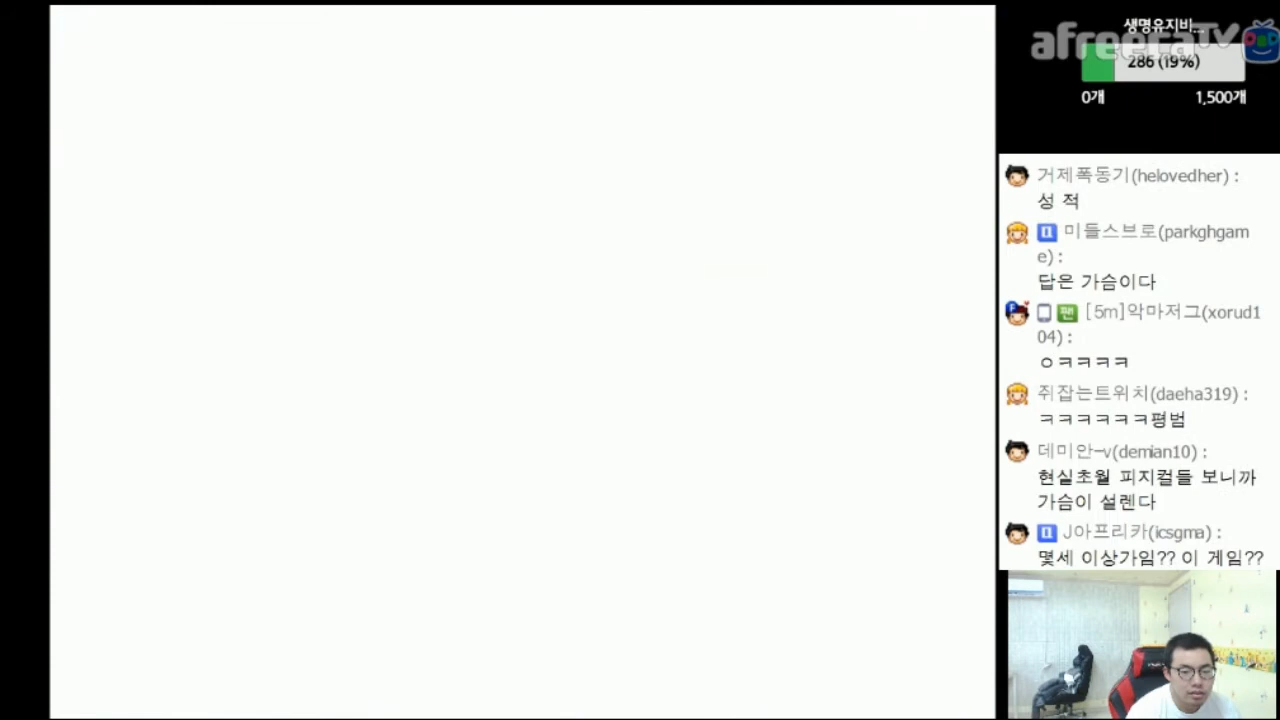 생명유지비...
afreecaTV
286 (19%)
0개 1,500개
거제폭동기(helovedher) :
성 적
미들스브로(parkghgam
e) :
답은 가슴이다
팬 [5m]악마저그(xorud1
04) :
ㅇㅋㅋㅋㅋ
쥐잡는트위치(daeha319) :
ㅋㅋㅋㅋㅋㅋ평범
데미안-v(demian10) :
현실초월 피지컬들 보니까
가슴이 설렌다
J아프리카(icsgma) :
몇세 이상가임?? 이 게임??